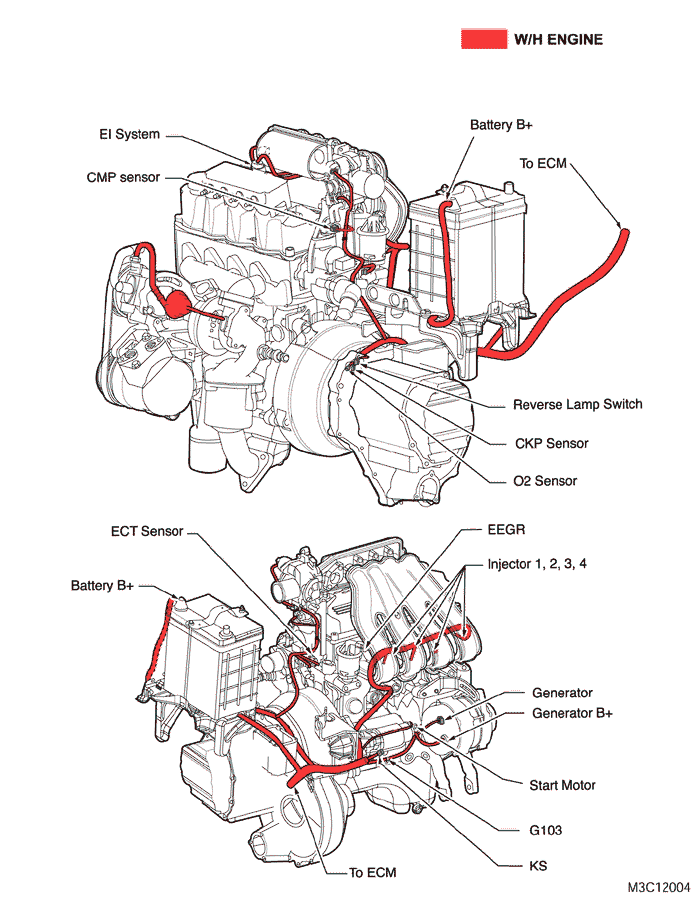 W/H ENGINE
Battery B+
EI System
To ECM
CMP sensor
Reverse Lamp Switch
CKP Sensor
O2 Sensor
ECT Sensor
EEGR
Injector 1, 2, 3, 4
Battery B+
Generator
Generator B+
Start Motor
G103
KS
To ECM
M3C12004